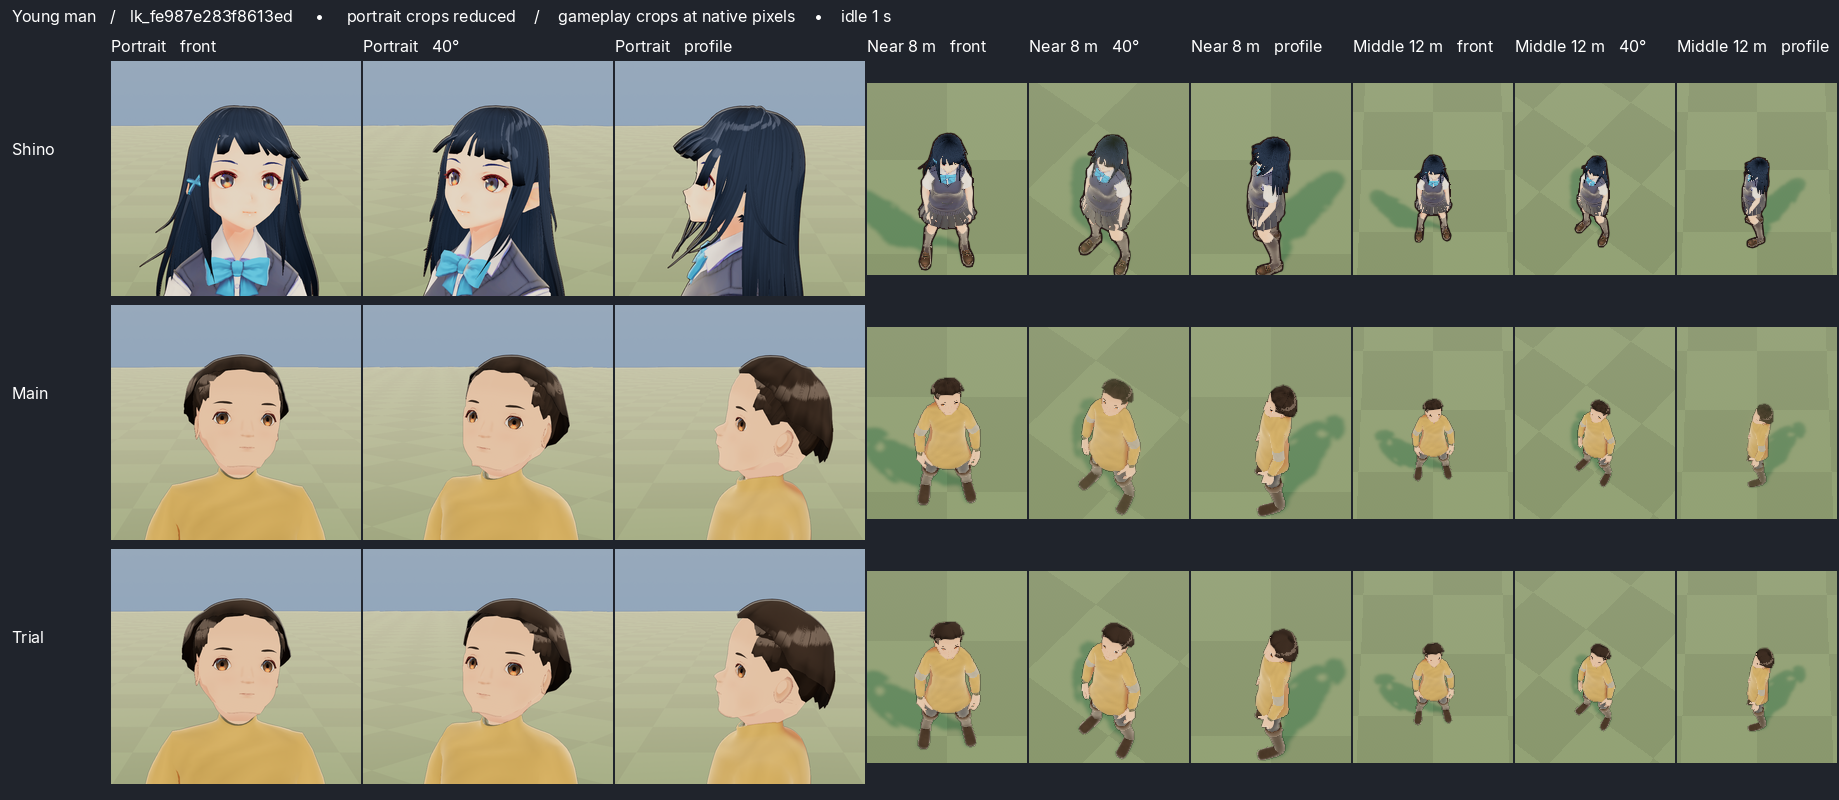 Young man / lk_fe987e283f8613ed • portrait crops reduced / gameplay crops at native pixels • idle 1 s
Portrait front Portrait 40° Portrait profile Near 8 m front Near 8 m 40° Near 8 m profile Middle 12 m front Middle 12 m 40° Middle 12 m profile
Shino
Main
Trial